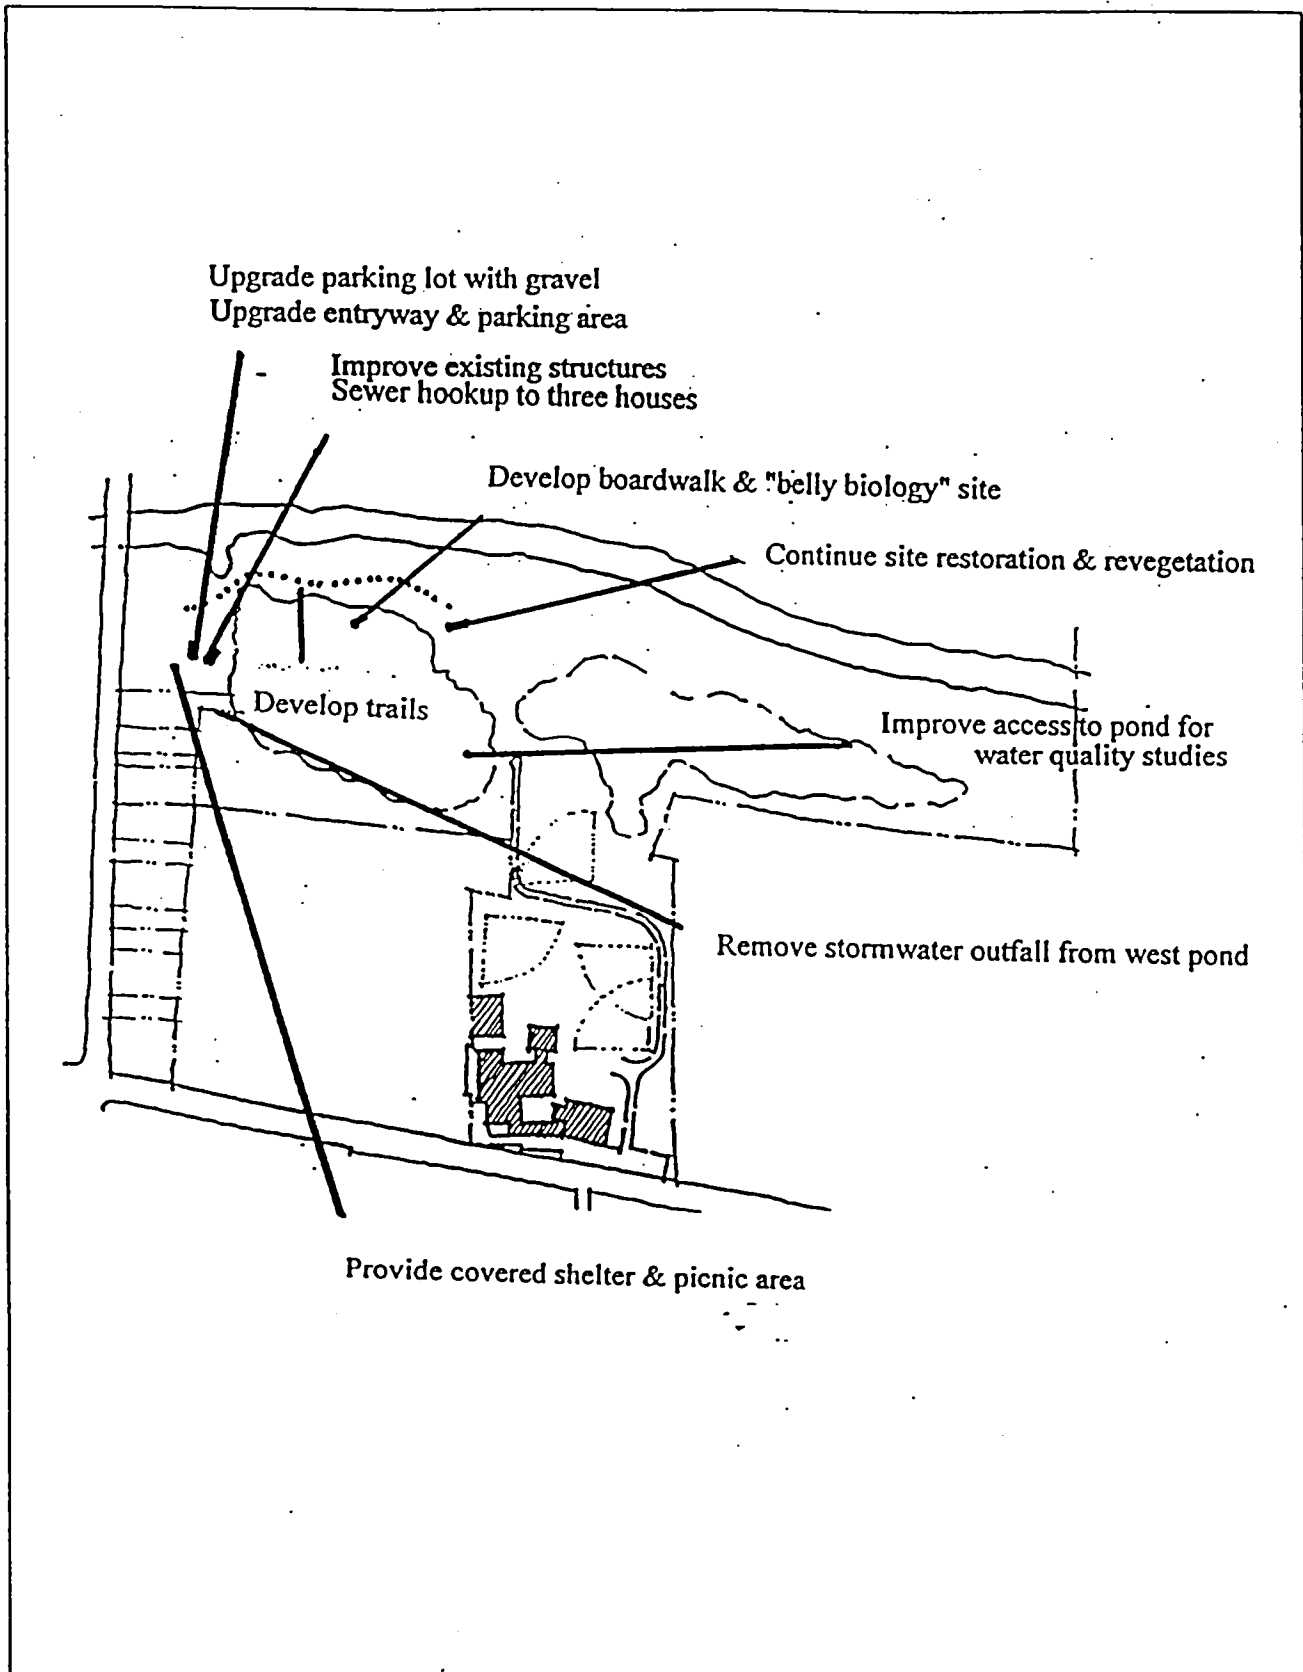 Upgrade parking lot with gravel
Upgrade entryway & parking area
Improve existing structures
Sewer hookup to three houses
Develop boardwalk & "belly biology" site
Continue site restoration & revegetation
Develop trails
Improve access to pond for
water quality studies
Remove stormwater outfall from west pond
Provide covered shelter & picnic area